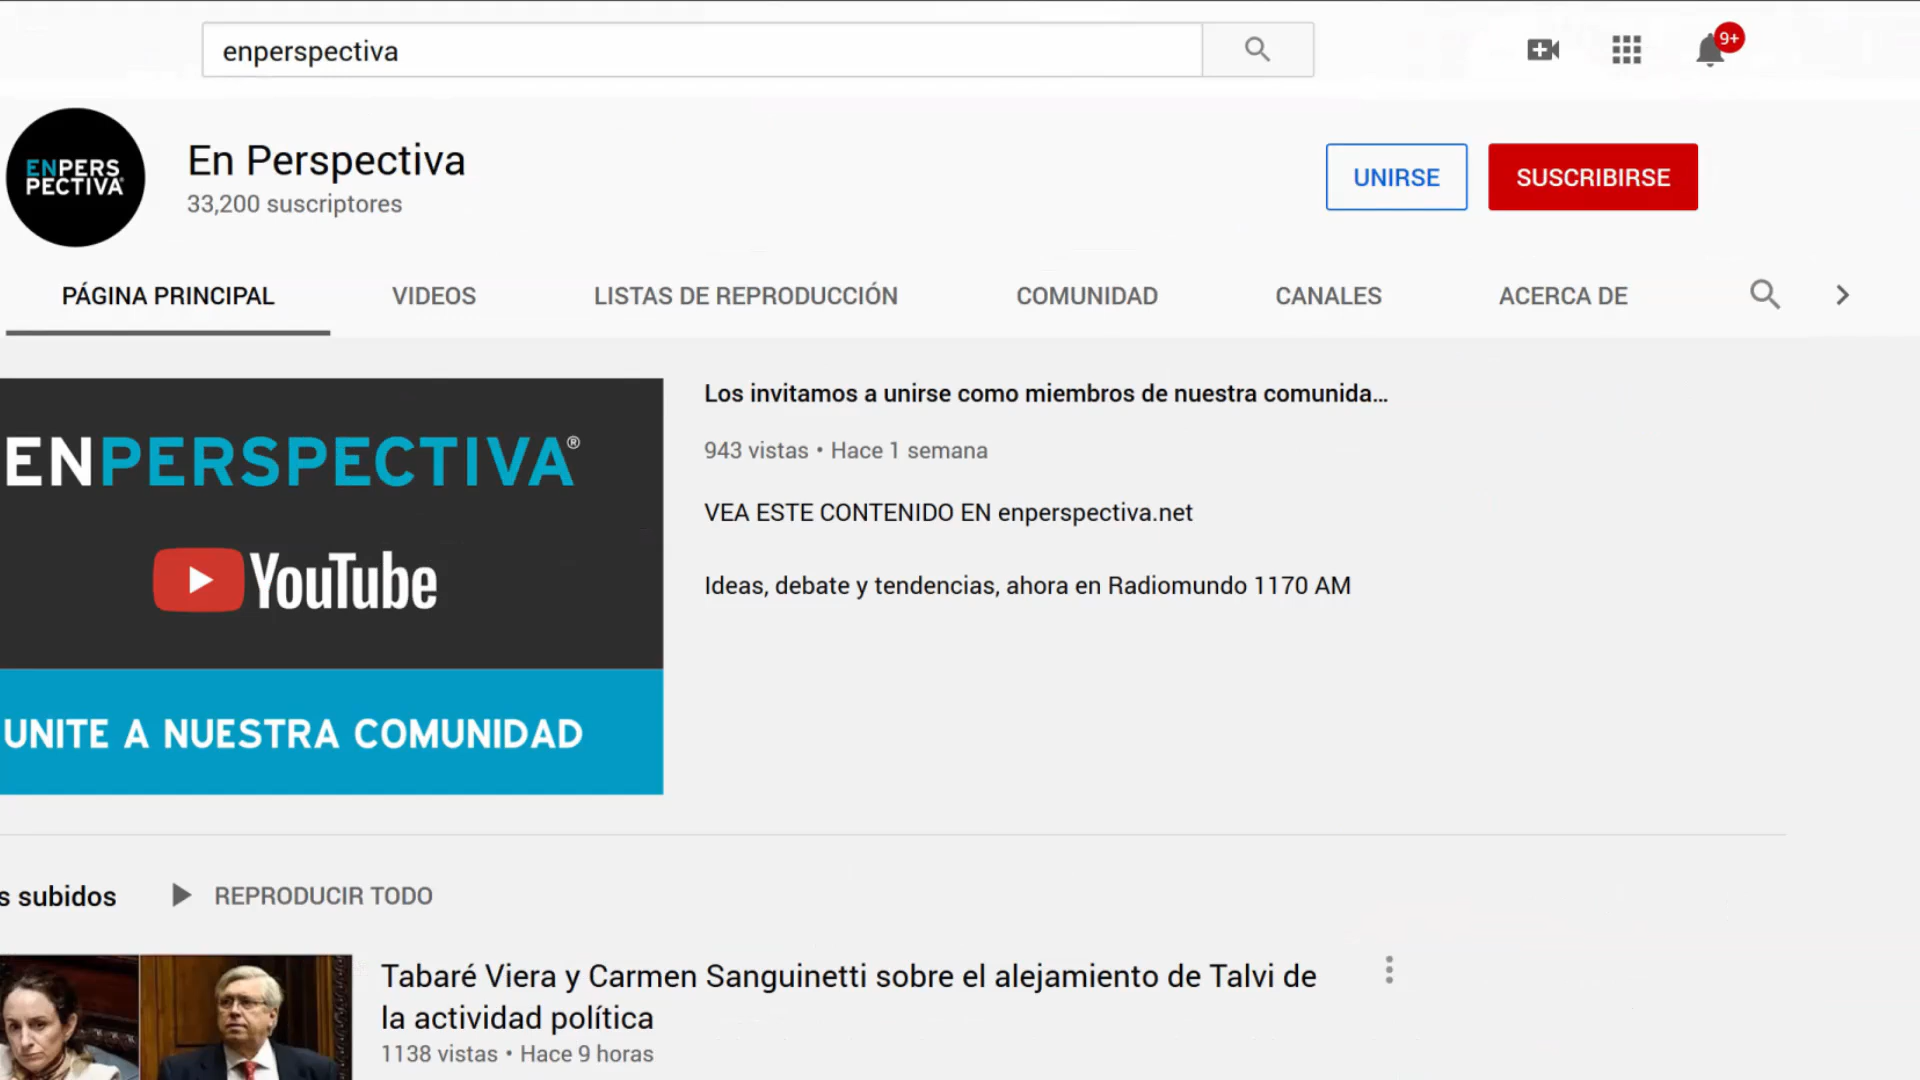 enperspectiva
9+
ENPERS
PECTIVA
En Perspectiva
33,200 suscriptores
UNIRSE
SUSCRIBIRSE
PÁGINA PRINCIPAL
VIDEOS
LISTAS DE REPRODUCCIÓN
COMUNIDAD
CANALES
ACERCA DE
ENPERSPECTIVA®
YouTube
UNITE A NUESTRA COMUNIDAD
Los invitamos a unirse como miembros de nuestra comunida...
943 vistas • Hace 1 semana
VEA ESTE CONTENIDO EN enperspectiva.net
Ideas, debate y tendencias, ahora en Radiomundo 1170 AM
s subidos
REPRODUCIR TODO
Tabaré Viera y Carmen Sanguinetti sobre el alejamiento de Talvi de
la actividad política
1138 vistas • Hace 9 horas